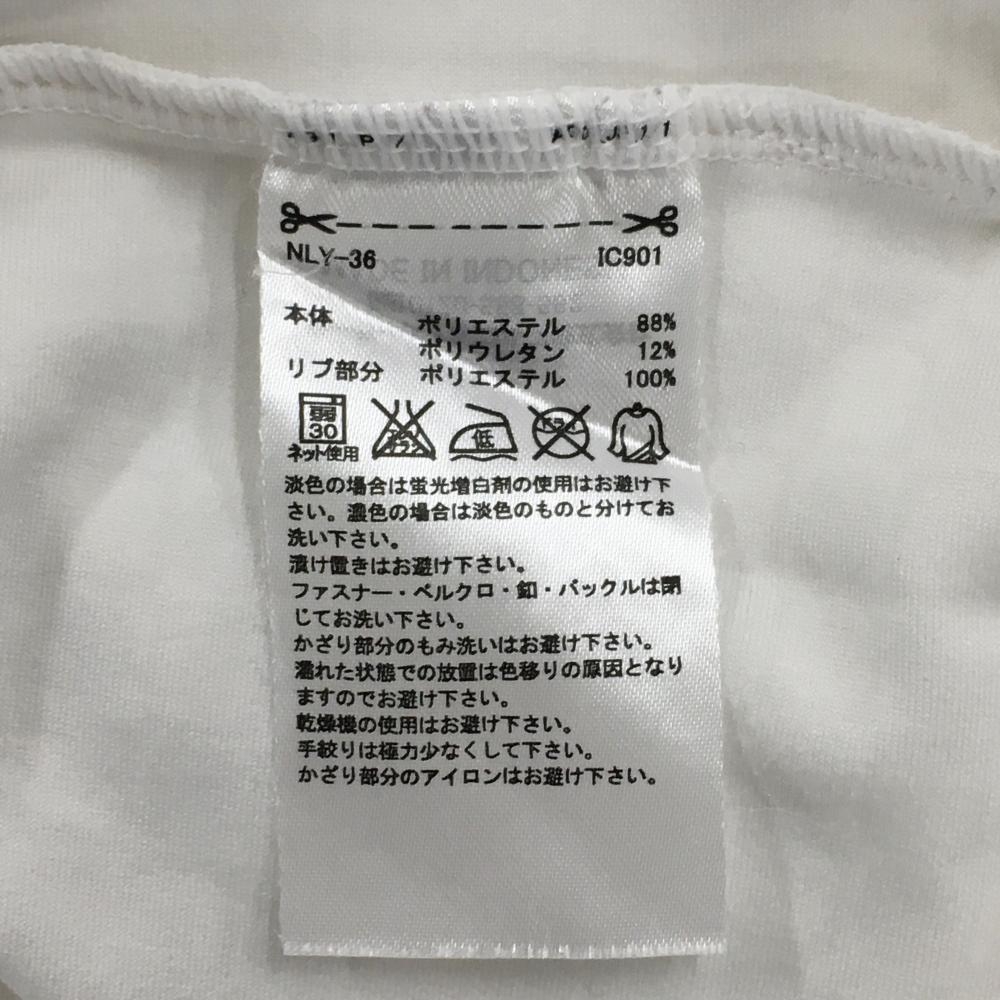 NLY-36 IC901
本体 ポリエステル 88%
ポリウレタン 12%
リブ部分 ポリエステル 100%
弱
30
ネット使用
低
淡色の場合は蛍光増白剤の使用はお避け下
さい。濃色の場合は淡色のものと分けてお
洗い下さい。
漬け置きはお避け下さい。
ファスナー・ベルクロ・釦・バックルは閉
じてお洗い下さい。
かざり部分のもみ洗いはお避け下さい。
濡れた状態での放置は色移りの原因となり
ますのでお避け下さい。
乾燥機の使用はお避け下さい。
手絞りは極力少なくして下さい。
かざり部分のアイロンはお避け下さい。